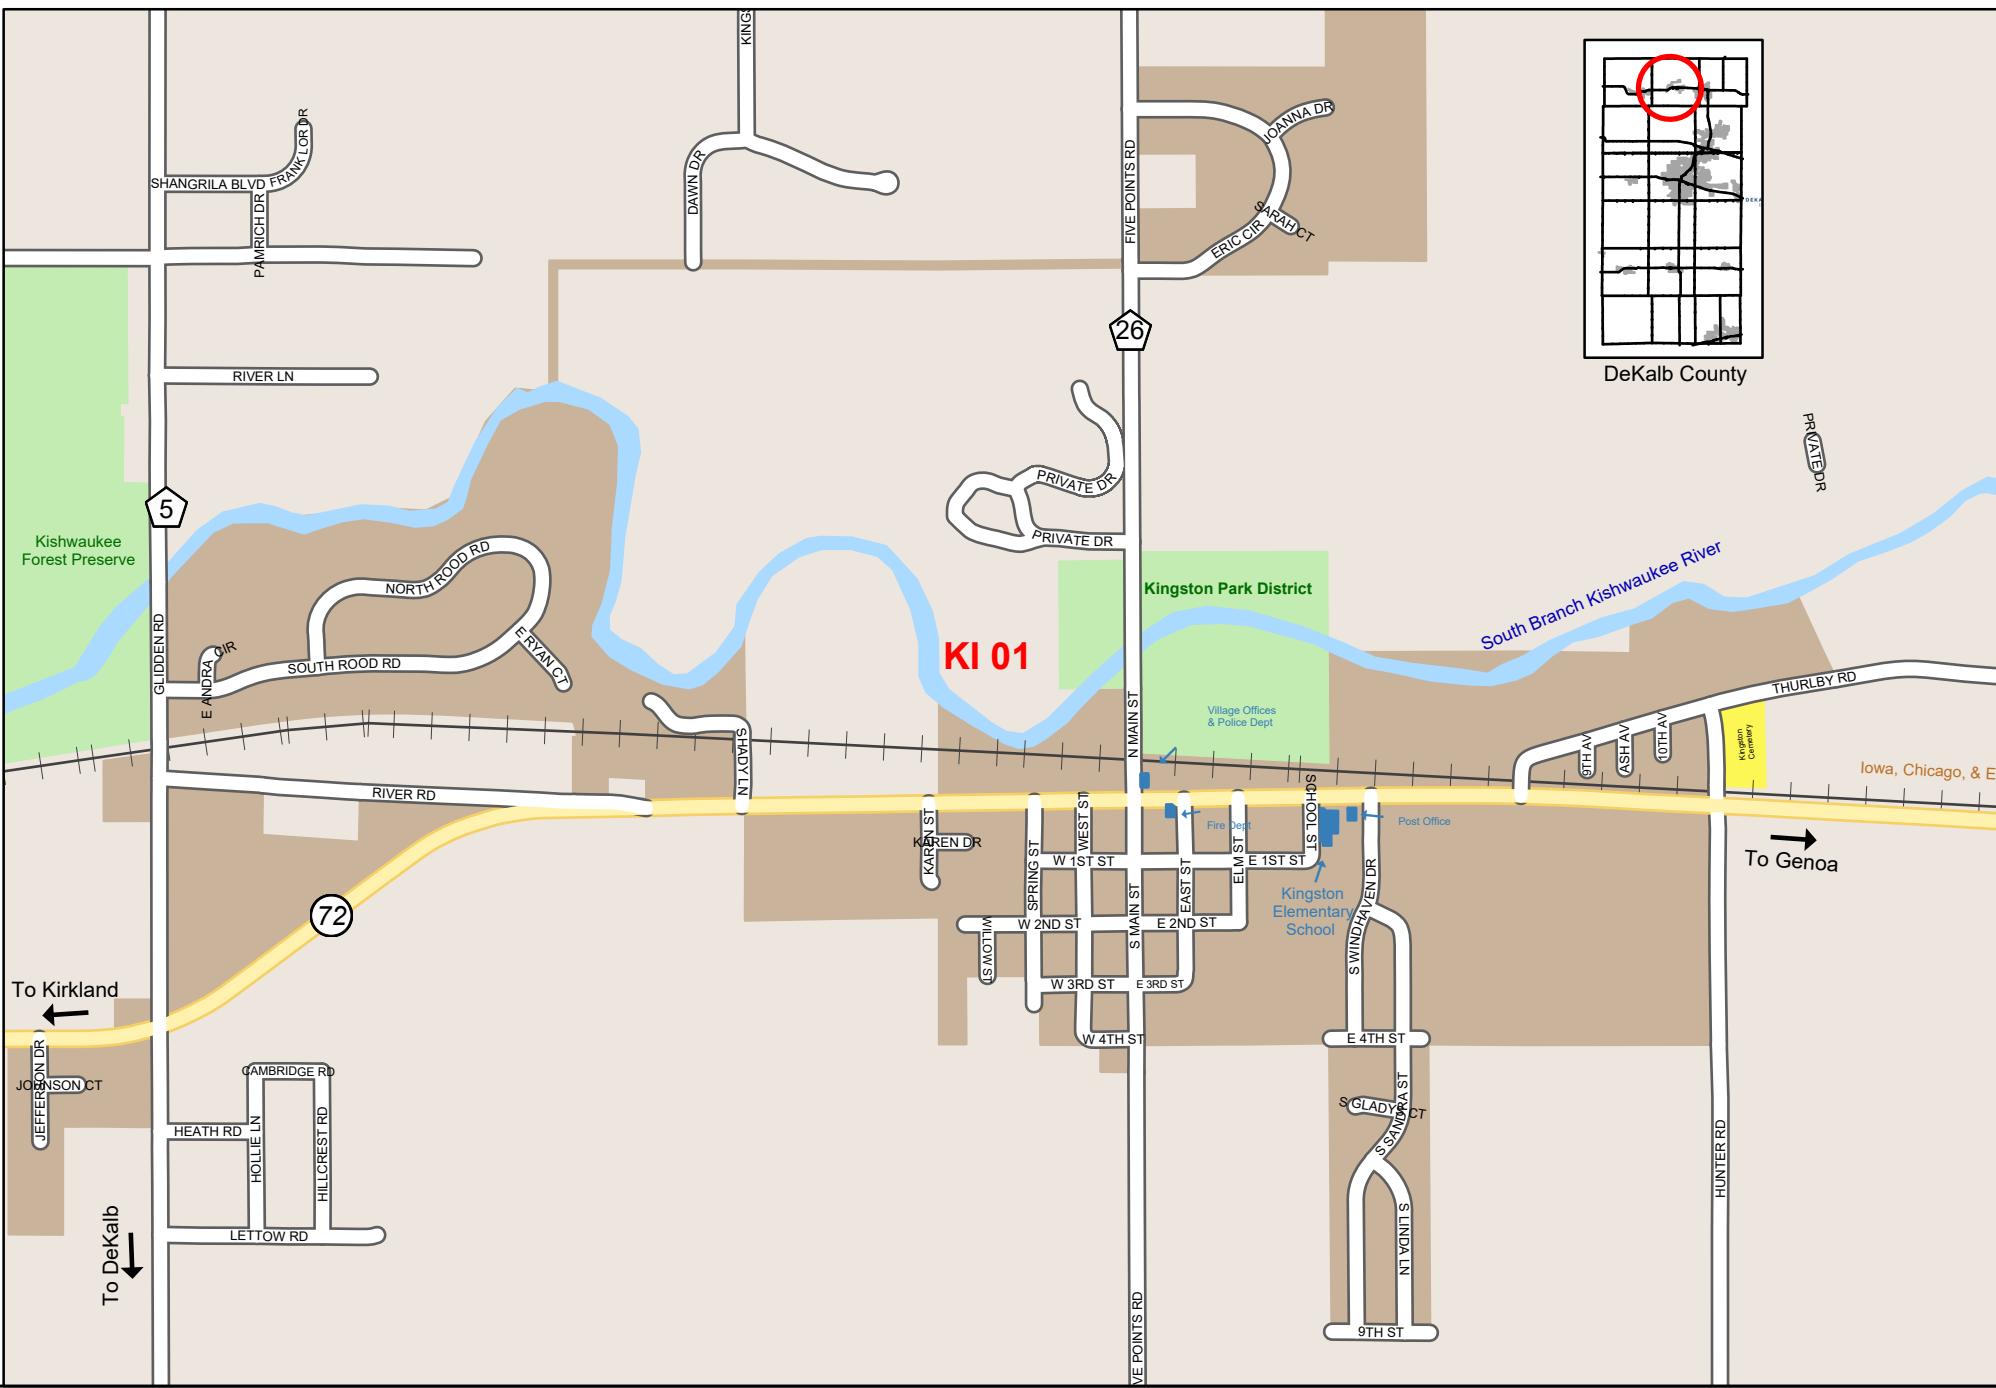 KINGS
JOANNA DR
FRANK LOR DR
SHANGRILA BLVD
PAMRICH DR
DAWN DR
FIVE POINTS RD
SARAH CT
ERIC CIR
DEKA
26
DeKalb County
RIVER LN
PRIVATE DR
PRIVATE DR
PRIVATE DR
5
Kishwaukee
Forest Preserve
NORTH ROOD RD
South Branch Kishwaukee River
Kingston Park District
GLIDDEN RD
E ANDRA CIR
SOUTH ROOD RD
E RYAN CT
KI 01
THURLBY RD
N MAIN ST
Village Offices
& Police Dept
SHADY LN
9TH AV
ASH AV
10TH AV
Kingston
Cemetery
Iowa, Chicago, & E
RIVER RD
KAREN ST
KAREN DR
SPRING ST
WEST ST
SCHOOL ST
Fire Dept
Post Office
W 1ST ST
E 1ST ST
ELM ST
EAST ST
S MAIN ST
To Genoa
Kingston
Elementary
School
S WINDHAVEN DR
72
W 2ND ST
E 2ND ST
WILLOW ST
W 3RD ST
E 3RD ST
To Kirkland
W 4TH ST
E 4TH ST
JEFFERSON DR
JOHNSON CT
CAMBRIDGE RD
HEATH RD
HOLLIE LN
HILLCREST RD
S GLADYS CT
S SANDRA ST
HUNTER RD
To DeKalb
LETTOW RD
S LINDA LN
9TH ST
VE POINTS RD